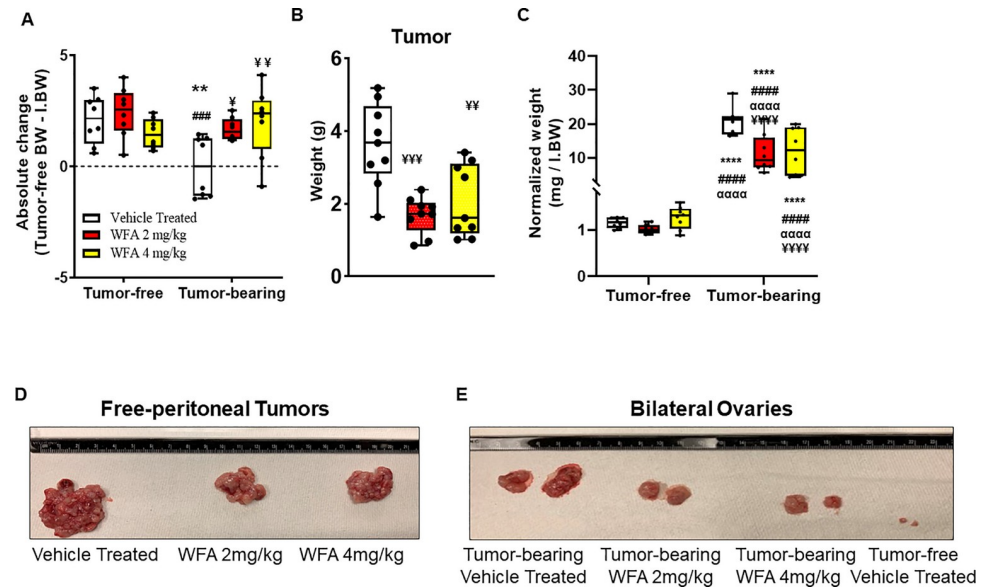 A
Absolute change
(Tumor-free BW - I.BW)
5
0
-5
**
###
¥
¥ ¥
Vehicle Treated
WFA 2 mg/kg
WFA 4 mg/kg
Tumor-free
Tumor-bearing
B
Tumor
Weight (g)
6
4
2
0
¥¥¥
¥¥
C
Normalized weight
(mg / I.BW)
40
30
20
10
1
0
****
####
αααα
¥¥¥¥
****
####
αααα
****
####
αααα
¥¥¥¥
Tumor-free
Tumor-bearing
D
Free-peritoneal Tumors
Vehicle Treated
WFA 2mg/kg
WFA 4mg/kg
E
Bilateral Ovaries
Tumor-bearing
Vehicle Treated
Tumor-bearing
WFA 2mg/kg
Tumor-bearing
WFA 4mg/kg
Tumor-free
Vehicle Treated